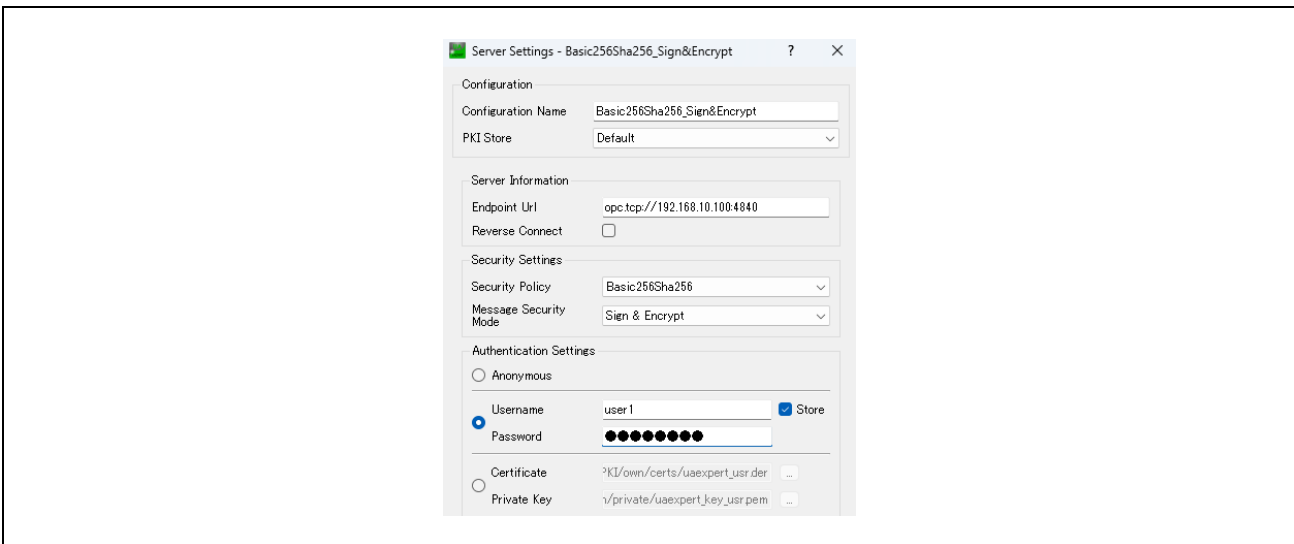 Server Settings - Basic256Sha256_Sign&Encrypt ? ×
Configuration
Configuration Name Basic256Sha256_Sign&Encrypt
PKI Store Default
Server Information
Endpoint Url opc.tcp://192.168.10.100:4840
Reverse Connect
Security Settings
Security Policy Basic256Sha256
Message Security
Mode Sign & Encrypt
Authentication Settings
Anonymous
Username user1 Store
Password ●●●●●●●●
Certificate PKI/own/certs/uaexpert_usr.der ...
Private Key n/private/uaexpert_key_usr.pem ...